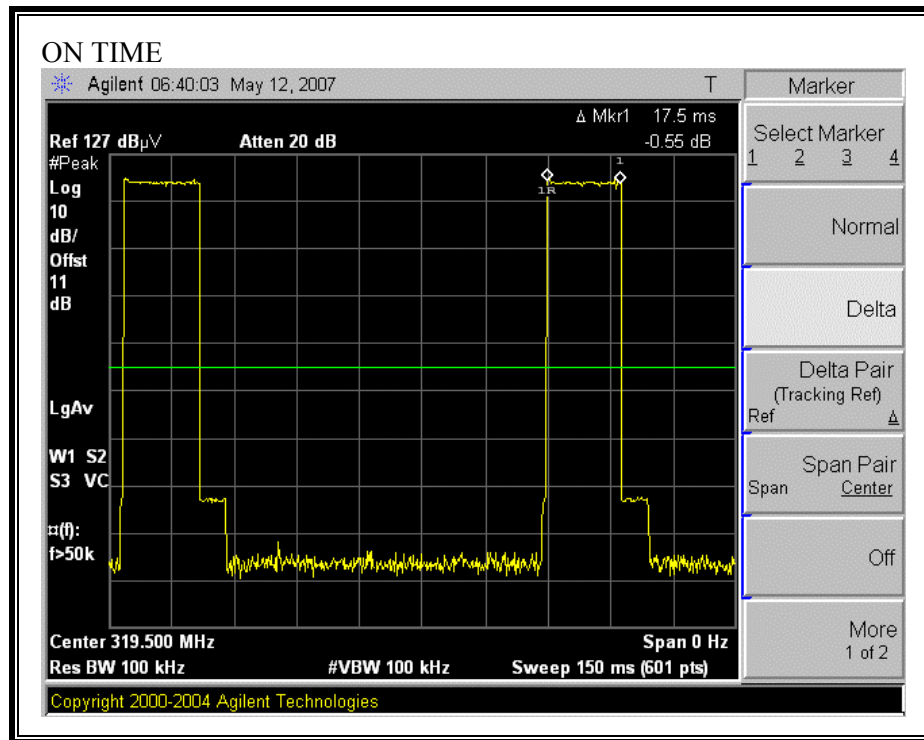 ON TIME
Agilent 06:40:03 May 12, 2007 T
Marker
Δ Mkr1 17.5 ms
Ref 127 dBµV Atten 20 dB -0.55 dB
#Peak
Log
10
dB/
Offst
11
dB
LgAv
W1 S2
S3 VC
¤(f):
f>50k
1R
1
Center 319.500 MHz Span 0 Hz
Res BW 100 kHz #VBW 100 kHz Sweep 150 ms (601 pts)
Copyright 2000-2004 Agilent Technologies
Select Marker
1 2 3 4
Normal
Delta
Delta Pair
(Tracking Ref)
Ref Δ
Span Pair
Span Center
Off
More
1 of 2